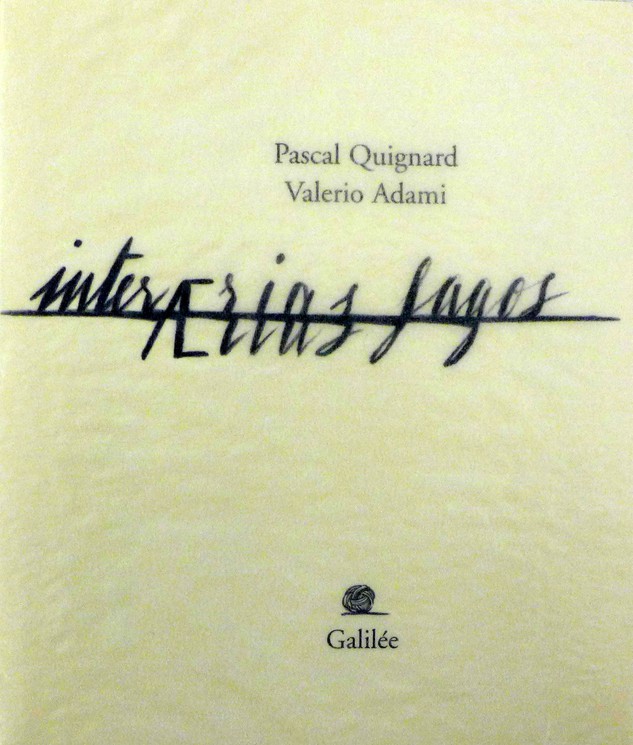 Pascal Quignard
Valerio Adami
inter Ærias fagos
Galilée